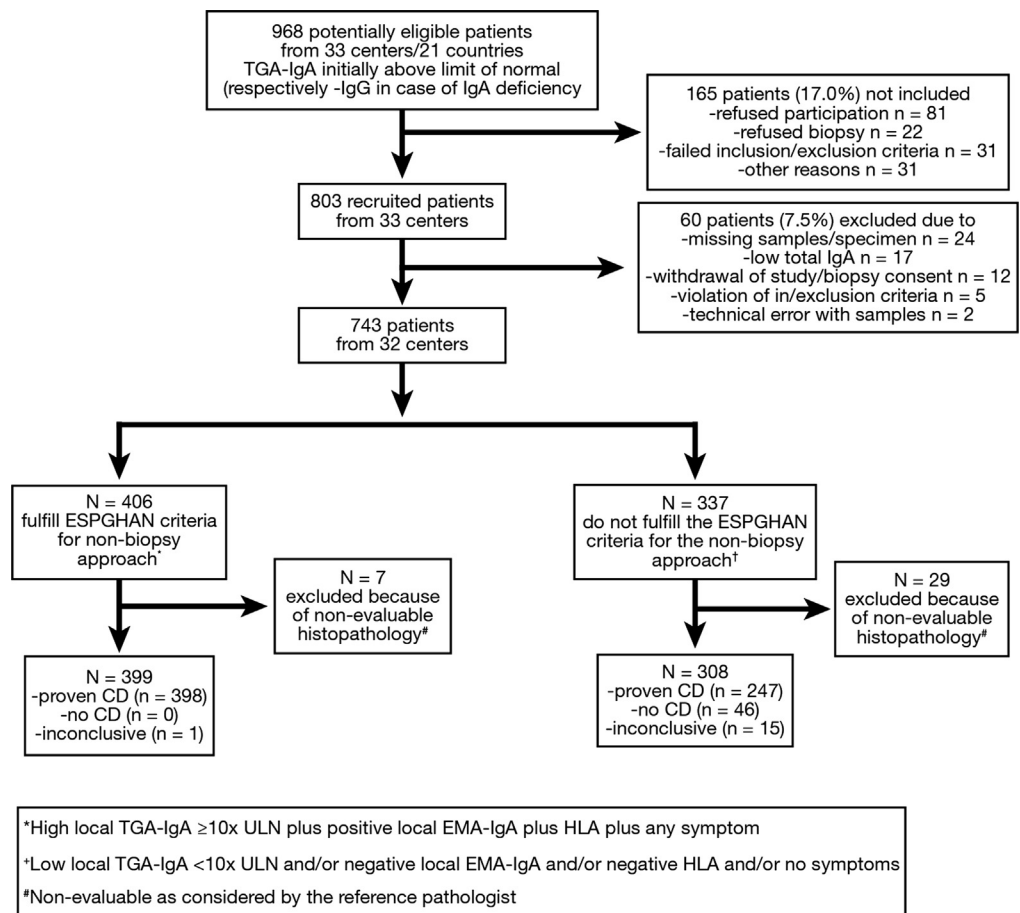 968 potentially eligible patients
from 33 centers/21 countries
TGA-IgA initially above limit of normal
(respectively -IgG in case of IgA deficiency
165 patients (17.0%) not included
-refused participation n = 81
-refused biopsy n = 22
-failed inclusion/exclusion criteria n = 31
-other reasons n = 31
803 recruited patients
from 33 centers
60 patients (7.5%) excluded due to
-missing samples/specimen n = 24
-low total IgA n = 17
-withdrawal of study/biopsy consent n = 12
-violation of in/exclusion criteria n = 5
-technical error with samples n = 2
743 patients
from 32 centers
N = 406
fulfill ESPGHAN criteria
for non-biopsy
approach*
N = 7
excluded because
of non-evaluable
histopathology#
N = 399
-proven CD (n = 398)
-no CD (n = 0)
-inconclusive (n = 1)
N = 337
do not fulfill the ESPGHAN
criteria for the non-biopsy
approach†
N = 29
excluded because
of non-evaluable
histopathology#
N = 308
-proven CD (n = 247)
-no CD (n = 46)
-inconclusive (n = 15)
*High local TGA-IgA ≥10x ULN plus positive local EMA-IgA plus HLA plus any symptom
+Low local TGA-IgA <10x ULN and/or negative local EMA-IgA and/or negative HLA and/or no symptoms
#Non-evaluable as considered by the reference pathologist